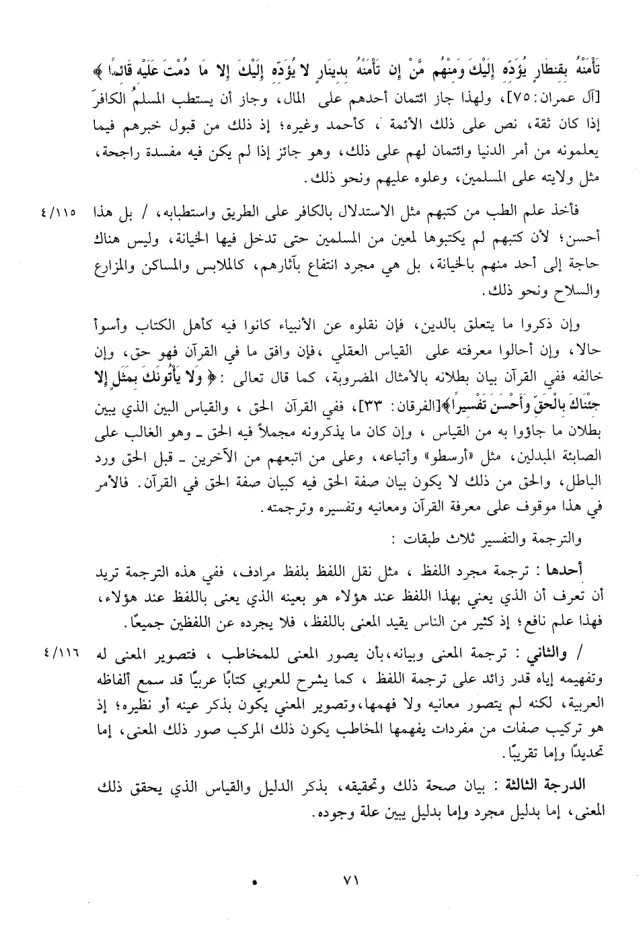 تَأْمَنْهُ بِقِنطَارٍ يُؤَدِّهِ إِلَيْكَ وَمِنْهُم مَّنْ إِن تَأْمَنْهُ بِدِينَارٍ لا يُؤَدِّهِ إِلَيْكَ إِلا مَا دُمْتَ عَلَيْهِ قَائِمًا ﴾
[آل عمران: ٧٥]، ولهذا جاز ائتمان أحدهم على المال، وجاز أن يستطب المسلمُ الكافرَ
إذا كان ثقة، نص على ذلك الأئمة ، كأحمد وغيره؛ إذ ذلك من قبول خبرهم فيما
يعلمونه من أمر الدنيا وائتمان لهم على ذلك، وهو جائز إذا لم يكن فيه مفسدة راجحة،
مثل ولايته على المسلمين، وعلوه عليهم ونحو ذلك.
فأخذ علم الطب من كتبهم مثل الاستدلال بالكافر على الطريق واستطبابه، / بل هذا ٤/١١٥
أحسن؛ لأن كتبهم لم يكتبوها لمعين من المسلمين حتى تدخل فيها الخيانة، وليس هناك
حاجة إلى أحد منهم بالخيانة، بل هي مجرد انتفاع بآثارهم، كالملابس والمساكن والمزارع
والسلاح ونحو ذلك.
وإن ذكروا ما يتعلق بالدين، فإن نقلوه عن الأنبياء كانوا فيه كأهل الكتاب وأسوأ
حالا، وإن أحالوا معرفته على القياس العقلي ،فإن وافق ما في القرآن فهو حق، وإن
خالفه ففي القرآن بيان بطلانه بالأمثال المضروبة، كما قال تعالى :﴿ وَلا يَأْتُونَكَ بِمَثَلٍ إِلا
جِئْنَاكَ بِالْحَقِّ وَأَحْسَنَ تَفْسِيرًا ﴾[الفرقان: ٣٣]، ففي القرآن الحق ، والقياس البين الذي يبين
بطلان ما جاؤوا به من القياس ، وإن كان ما يذكرونه مجملاً فيه الحق ـ وهو الغالب على
الصابئة المبدلين، مثل «أرسطو» وأتباعه، وعلى من اتبعهم من الآخرين ـ قبل الحق ورد
الباطل، والحق من ذلك لا يكون بيان صفة الحق فيه كبيان صفة الحق في القرآن. فالأمر
في هذا موقوف على معرفة القرآن ومعانيه وتفسيره وترجمته.
والترجمة والتفسير ثلاث طبقات :
أحدها : ترجمة مجرد اللفظ ، مثل نقل اللفظ بلفظ مرادف، ففي هذه الترجمة تريد
أن تعرف أن الذي يعني بهذا اللفظ عند هؤلاء هو بعينه الذي يعنى باللفظ عند هؤلاء،
فهذا علم نافع؛ إذ كثير من الناس يقيد المعنى باللفظ، فلا يجرده عن اللفظين جميعًا.
/ والثاني : ترجمة المعنى وبيانه،بأن يصور المعنى للمخاطب ، فتصوير المعنى له ٤/١١٦
وتفهيمه إياه قدر زائد على ترجمة اللفظ ، كما يشرح للعربي كتابًا عربيًا قد سمع ألفاظه
العربية، لكنه لم يتصور معانيه ولا فهمها،وتصوير المعني يكون بذكر عينه أو نظيره؛ إذ
هو تركيب صفات من مفردات يفهمها المخاطب يكون ذلك المركب صور ذلك المعنى، إما
تحديدًا وإما تقريبًا.
الدرجة الثالثة : بيان صحة ذلك وتحقيقه، بذكر الدليل والقياس الذي يحقق ذلك
المعنى، إما بدليل مجرد وإما بدليل يبين علة وجوده.
٧١